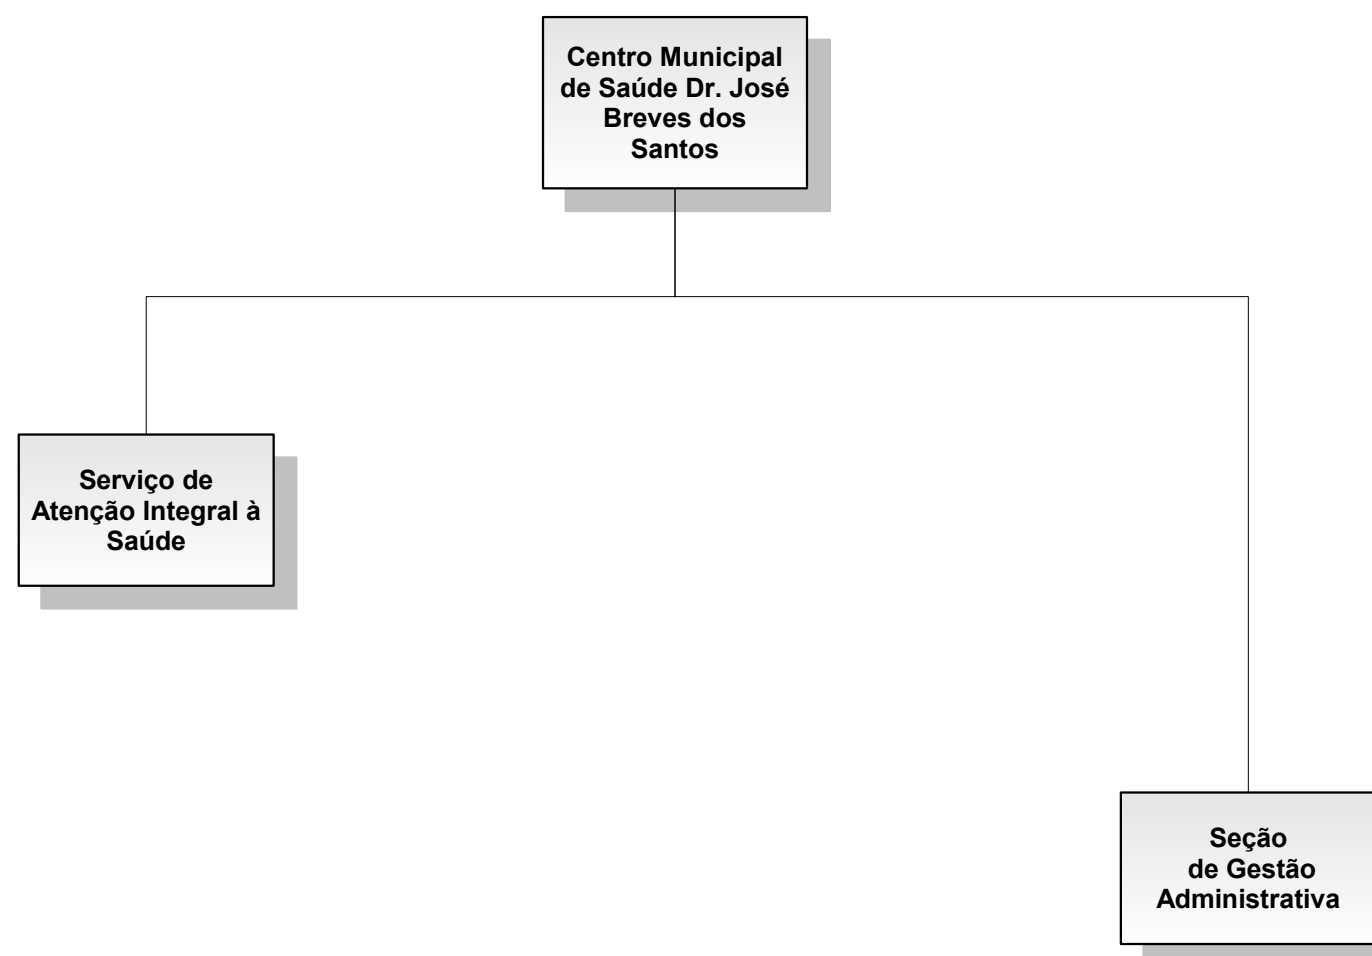 Centro Municipal
de Saúde Dr. José
Breves dos
Santos
Serviço de
Atenção Integral à
Saúde
Seção
de Gestão
Administrativa